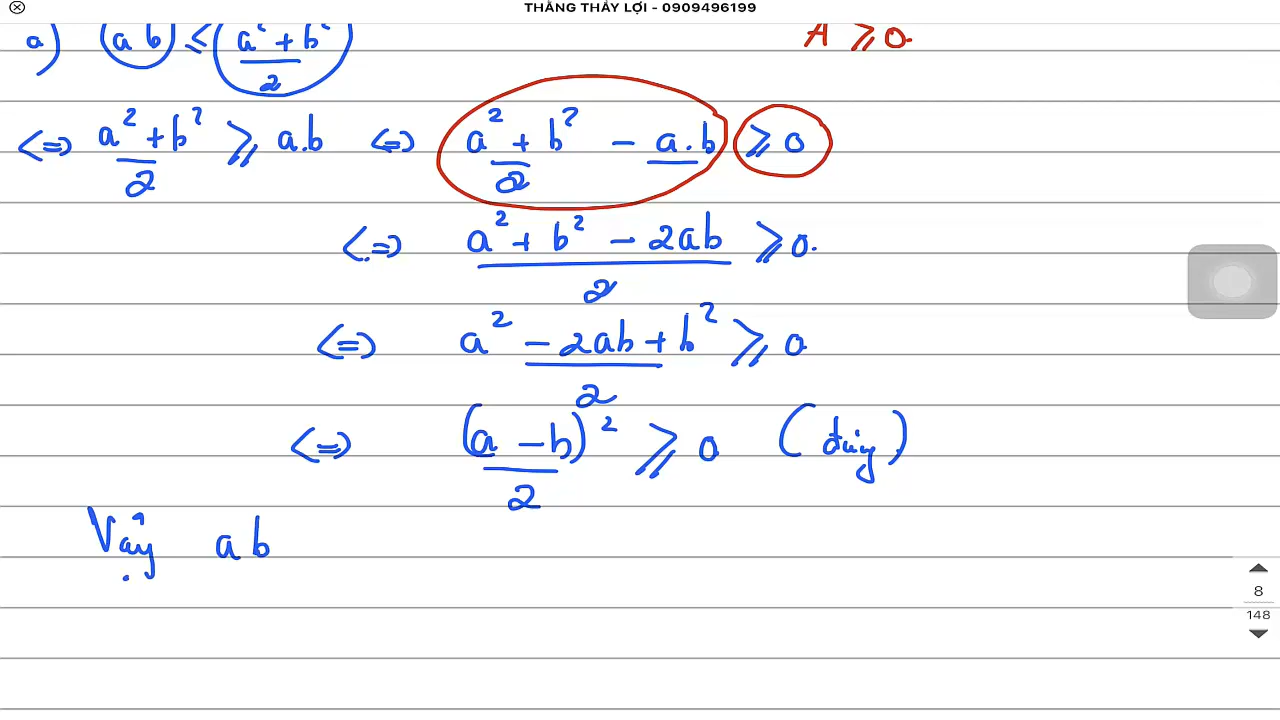 THẮNG THẦY LỢI - 0909496199
a) (ab) ≤ (a² + b²)/2
A ≥ 0.
<=> (a² + b²)/2 ≥ a.b <=> (a² + b²)/2 - a.b ≥ 0
<=> (a² + b² - 2ab)/2 ≥ 0.
<=> (a² - 2ab + b²)/2 ≥ 0
<=> (a - b)²/2 ≥ 0 (đúng)
Vậy ab
8
148